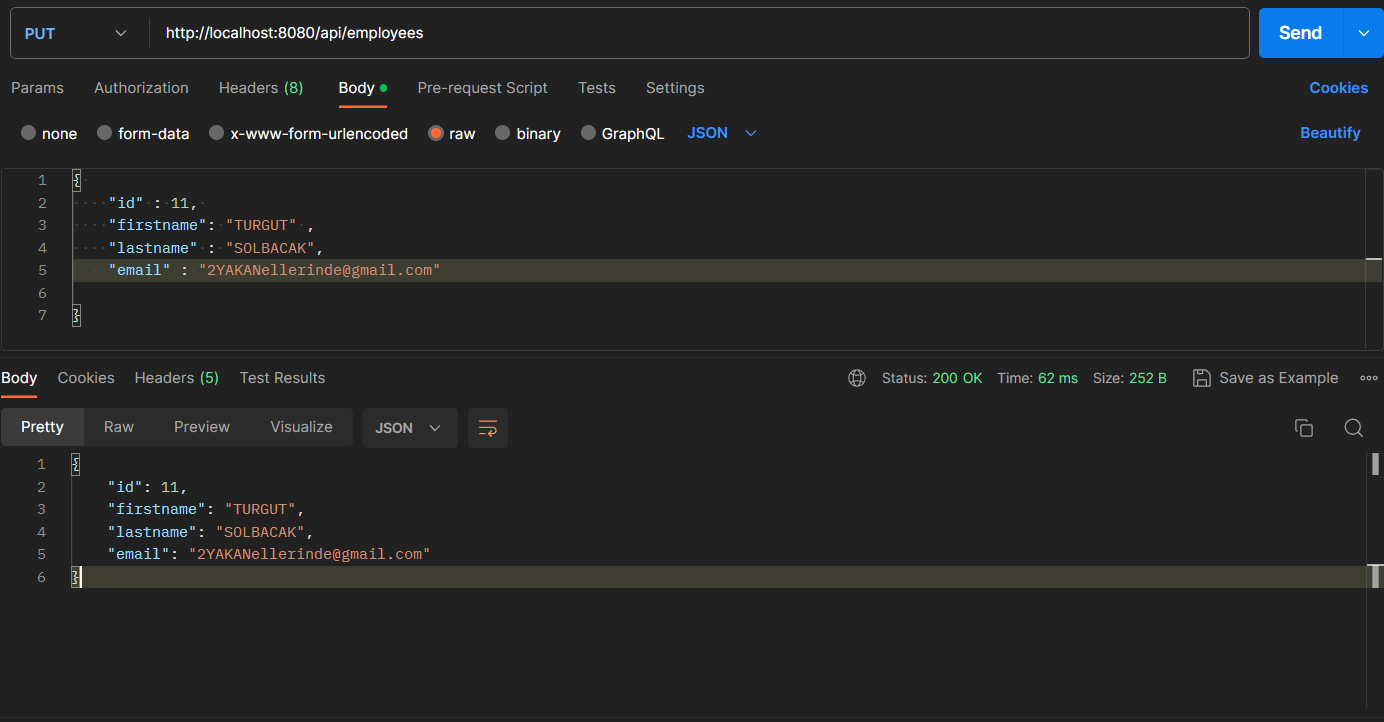 PUT http://localhost:8080/api/employees Send
Params Authorization Headers (8) Body Pre-request Script Tests Settings Cookies
none form-data x-www-form-urlencoded raw binary GraphQL JSON Beautify
1 {
2 "id" : 11,
3 "firstname": "TURGUT" ,
4 "lastname" : "SOLBACAK",
5 "email" : "2YAKANellerinde@gmail.com"
6
7 }
Body Cookies Headers (5) Test Results Status: 200 OK Time: 62 ms Size: 252 B Save as Example
Pretty Raw Preview Visualize JSON
1 {
2 "id": 11,
3 "firstname": "TURGUT",
4 "lastname": "SOLBACAK",
5 "email": "2YAKANellerinde@gmail.com"
6 }